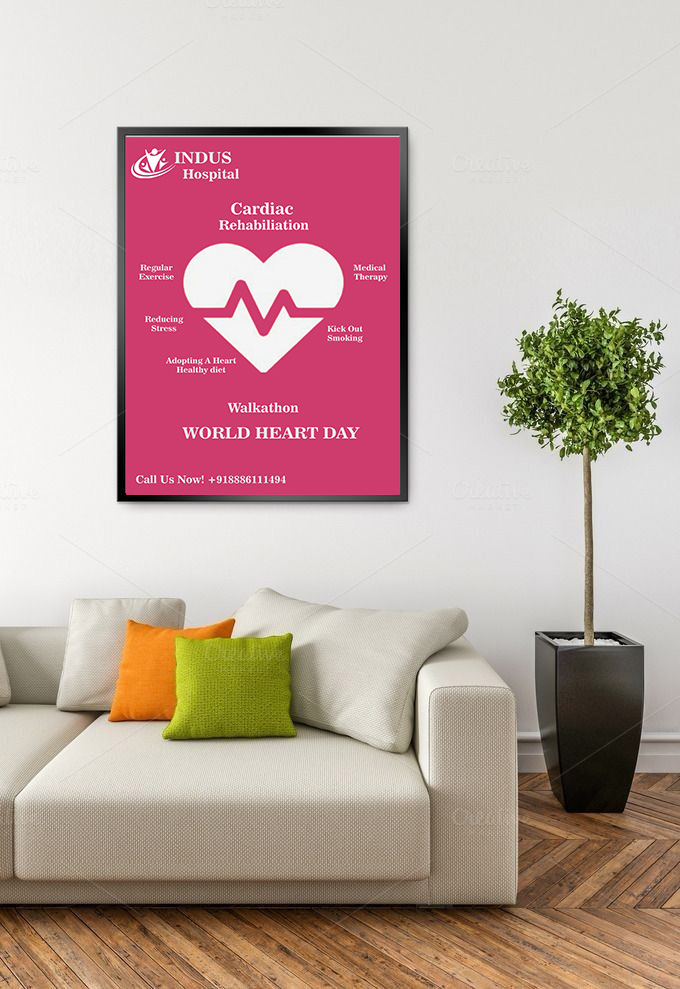 INDUS
Hospital
Cardiac
Rehabiliation
Regular
Exercise
Medical
Therapy
Reducing
Stress
Kick Out
Smoking
Adopting A Heart
Healthy diet
Walkathon
WORLD HEART DAY
Call Us Now! +918886111494